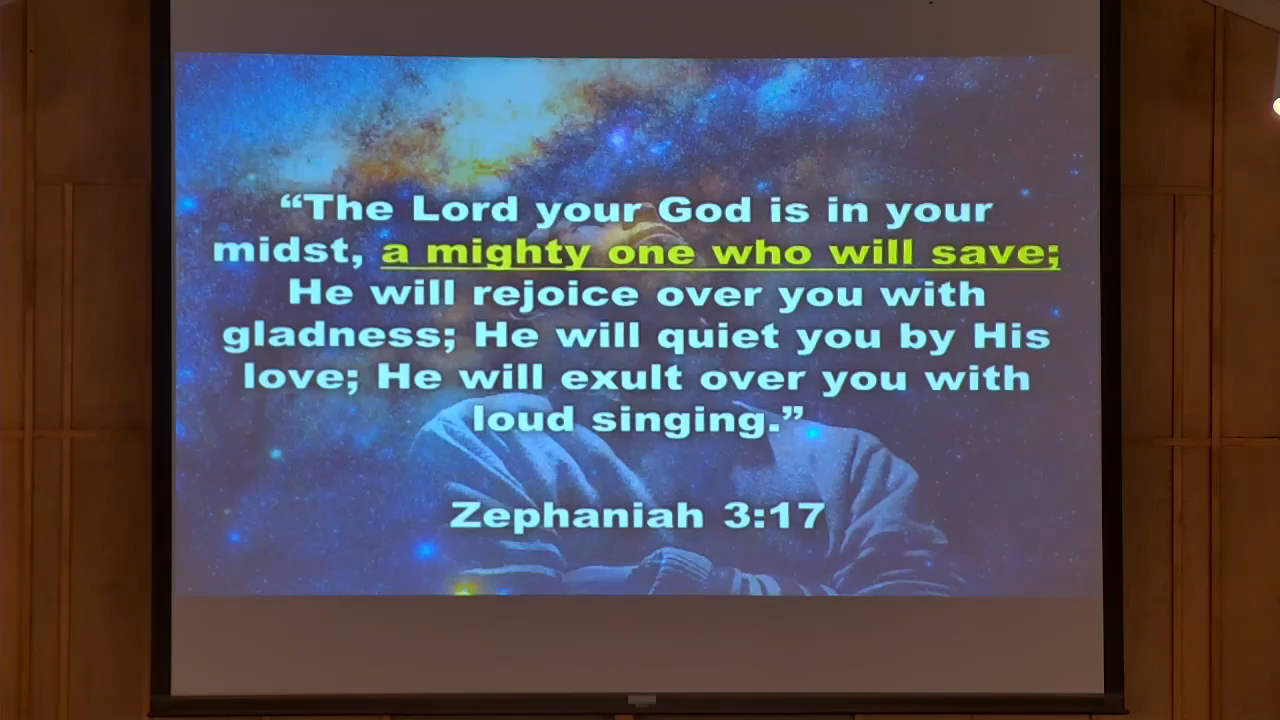 “The Lord your God is in your
midst, a mighty one who will save;
He will rejoice over you with
gladness; He will quiet you by His
love; He will exult over you with
loud singing.”
Zephaniah 3:17